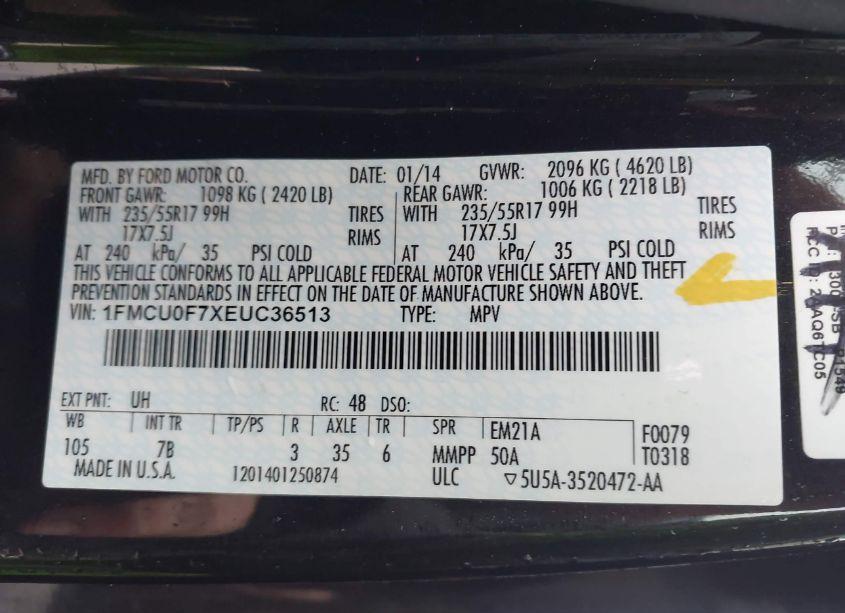 MFD. BY FORD MOTOR CO. DATE: 01/14 GVWR: 2096 KG ( 4620 LB)
FRONT GAWR: 1098 KG ( 2420 LB) REAR GAWR: 1006 KG ( 2218 LB)
WITH 235/55R17 99H TIRES WITH 235/55R17 99H TIRES
17X7.5J RIMS 17X7.5J RIMS
AT 240 kPa/ 35 PSI COLD AT 240 kPa/ 35 PSI COLD
THIS VEHICLE CONFORMS TO ALL APPLICABLE FEDERAL MOTOR VEHICLE SAFETY AND THEFT
PREVENTION STANDARDS IN EFFECT ON THE DATE OF MANUFACTURE SHOWN ABOVE.
VIN: 1FMCU0F7XEUC36513 TYPE: MPV
EXT PNT: UH RC: 48 DSO:
WB INT TR TP/PS R AXLE TR SPR EM21A F0079
105 7B 3 35 6 MMPP 50A T0318
MADE IN U.S.A. 1201401250874 ULC ▽5U5A-3520472-AA
FCC ID: